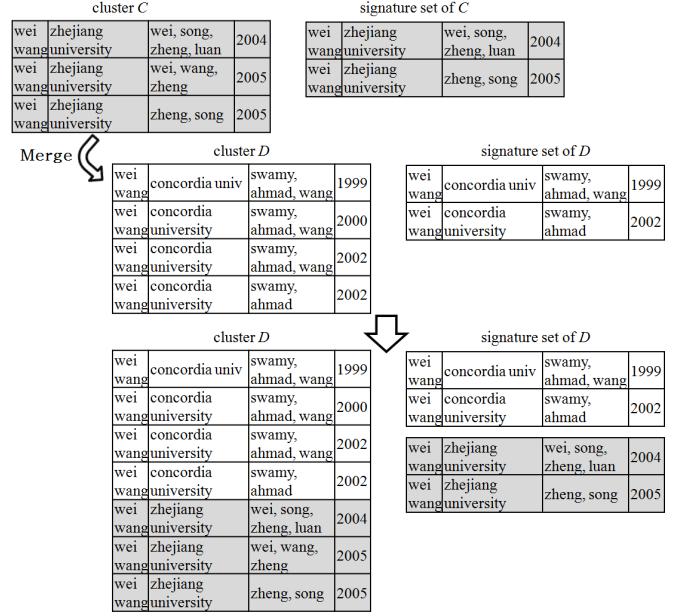 cluster C
signature set of C
wei wang zhejiang university wei, song, zheng, luan 2004
wei wang zhejiang university wei, wang, zheng 2005
wei wang zhejiang university zheng, song 2005
wei wang zhejiang university wei, song, zheng, luan 2004
wei wang zhejiang university zheng, song 2005
Merge
cluster D
signature set of D
wei wang concordia univ swamy, ahmad, wang 1999
wei wang concordia university swamy, ahmad, wang 2000
wei wang concordia university swamy, ahmad, wang 2002
wei wang concordia university swamy, ahmad 2002
wei wang concordia univ swamy, ahmad, wang 1999
wei wang concordia university swamy, ahmad 2002
cluster D
signature set of D
wei wang concordia univ swamy, ahmad, wang 1999
wei wang concordia university swamy, ahmad, wang 2000
wei wang concordia university swamy, ahmad, wang 2002
wei wang concordia university swamy, ahmad 2002
wei wang zhejiang university wei, song, zheng, luan 2004
wei wang zhejiang university wei, wang, zheng 2005
wei wang zhejiang university zheng, song 2005
wei wang concordia univ swamy, ahmad, wang 1999
wei wang concordia university swamy, ahmad 2002
wei wang zhejiang university wei, song, zheng, luan 2004
wei wang zhejiang university zheng, song 2005